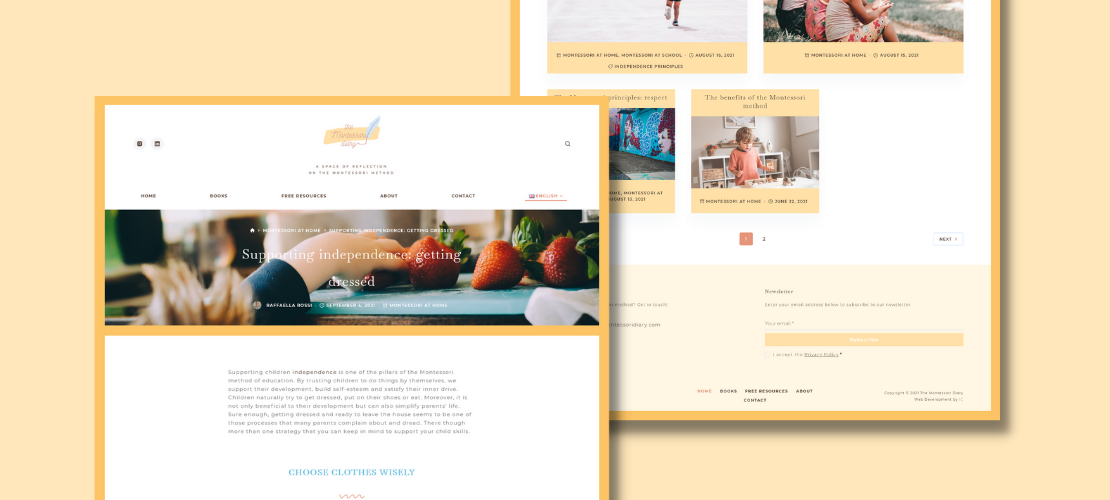 the
Montessori
diary
A SPACE OF REFLECTION
ON THE MONTESSORI METHOD
HOME BOOKS FREE RESOURCES ABOUT CONTACT ENGLISH
MONTESSORI AT HOME SUPPORTING INDEPENDENCE: GETTING DRESSED
Supporting independence: getting
dressed
RAFFAELLA ROSSI SEPTEMBER 4, 2021 MONTESSORI AT HOME
Supporting children independence is one of the pillars of the Montessori
method of education. By trusting children to do things by themselves, we
support their development, build self-esteem and satisfy their inner drive.
Children naturally try to get dressed, put on their shoes or eat. Moreover, it is
not only beneficial to their development but can also simplify parents' life.
Sure enough, getting dressed and ready to leave the house seems to be one of
those processes that many parents complain about and dread. There though
more than one strategy that you can keep in mind to support your child skills.
CHOOSE CLOTHES WISELY
MONTESSORI AT HOME, MONTESSORI AT SCHOOL - AUGUST 16, 2021
INDEPENDENCE PRINCIPLES
MONTESSORI AT HOME - AUGUST 15, 2021
principles: respect
OME, MONTESSORI AT
UGUST 13, 2021
The benefits of the Montessori
method
MONTESSORI AT HOME - JUNE 22, 2021
1 2
NEXT
Newsletter
Enter your email address below to subscribe to our newsletter
Your email *
I accept the Privacy Policy *
HOME BOOKS FREE RESOURCES ABOUT
CONTACT
Copyright © 2021 The Montessori Diary
Web Development by